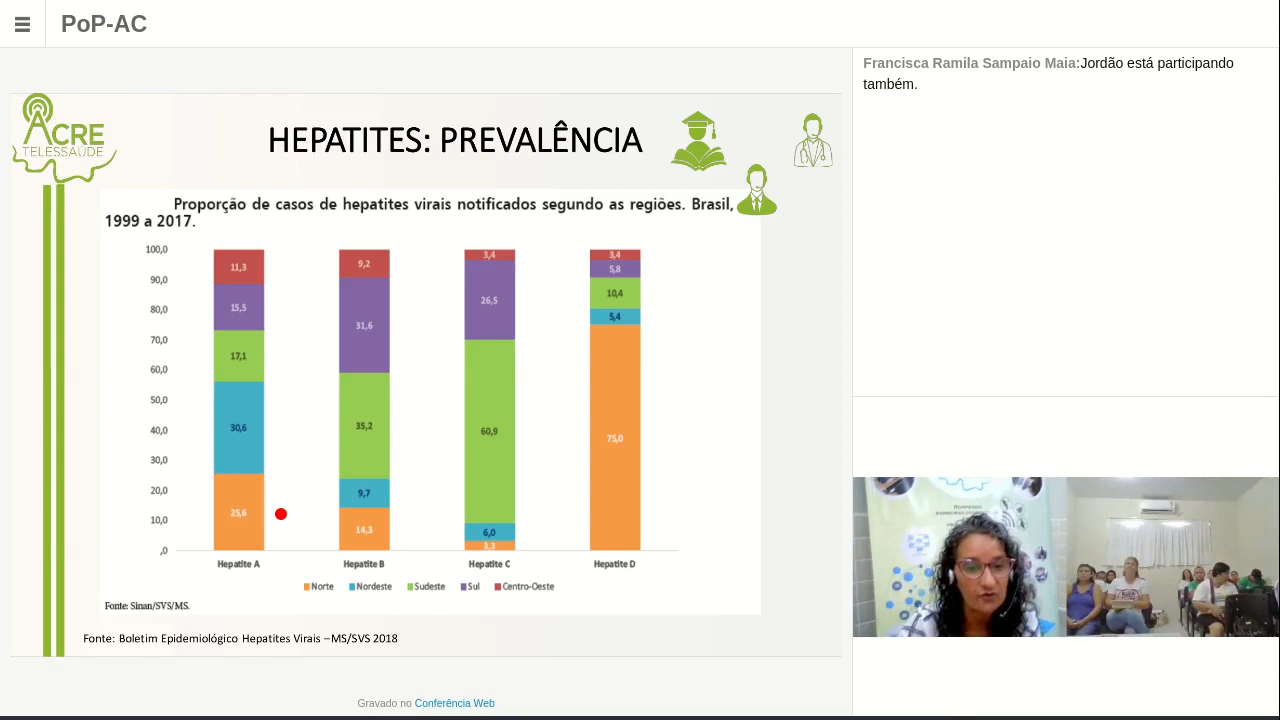 PoP-AC
Francisca Ramila Sampaio Maia:Jordão está participando
também.
ACRE
TELESSAÚDE
HEPATITES: PREVALÊNCIA
Proporção de casos de hepatites virais notificados segundo as regiões. Brasil,
1999 a 2017.
100,0
90,0
80,0
70,0
60,0
50,0
40,0
30,0
20,0
10,0
,0
11,3
15,5
17,1
30,6
25,6
9,2
31,6
35,2
9,7
14,3
3,4
26,5
60,9
6,0
3,3
3,4
5,8
10,4
5,4
75,0
Hepatite A Hepatite B Hepatite C Hepatite D
Norte Nordeste Sudeste Sul Centro-Oeste
Fonte: Sinan/SVS/MS.
Fonte: Boletim Epidemiológico Hepatites Virais –MS/SVS 2018
Gravado no Conferência Web